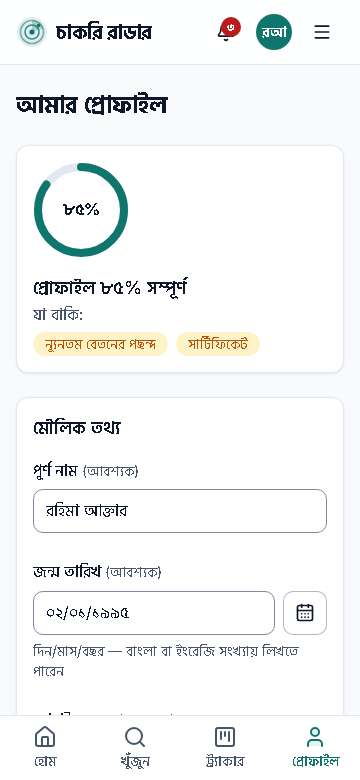 চাকরি রাডার
৩
রআ
আমার প্রোফাইল
৮৫%
প্রোফাইল ৮৫% সম্পূর্ণ
যা বাকি:
ন্যূনতম বেতনের পছন্দ
সার্টিফিকেট
মৌলিক তথ্য
পূর্ণ নাম (আবশ্যক)
রহিমা আক্তার
জন্ম তারিখ (আবশ্যক)
০২/০১/১৯৯৫
দিন/মাস/বছর — বাংলা বা ইংরেজি সংখ্যায় লিখতে
পারেন
হোম
খুঁজুন
ট্র্যাকার
প্রোফাইল